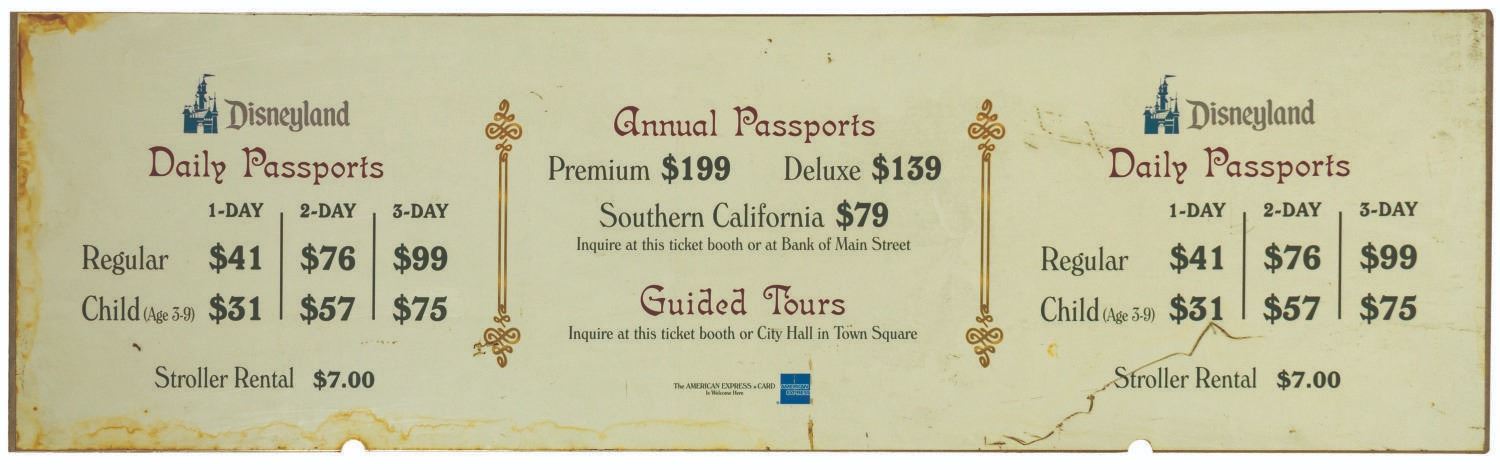 Disneyland
Daily Passports
1-DAY 2-DAY 3-DAY
Regular $41 $76 $99
Child (Age 3-9) $31 $57 $75
Stroller Rental $7.00
Annual Passports
Premium $199 Deluxe $139
Southern California $79
Inquire at this ticket booth or at Bank of Main Street
Guided Tours
Inquire at this ticket booth or City Hall in Town Square
The AMERICAN EXPRESS® CARD
Is Welcome Here
AMERICAN
EXPRESS
Disneyland
Daily Passports
1-DAY 2-DAY 3-DAY
Regular $41 $76 $99
Child (Age 3-9) $31 $57 $75
Stroller Rental $7.00